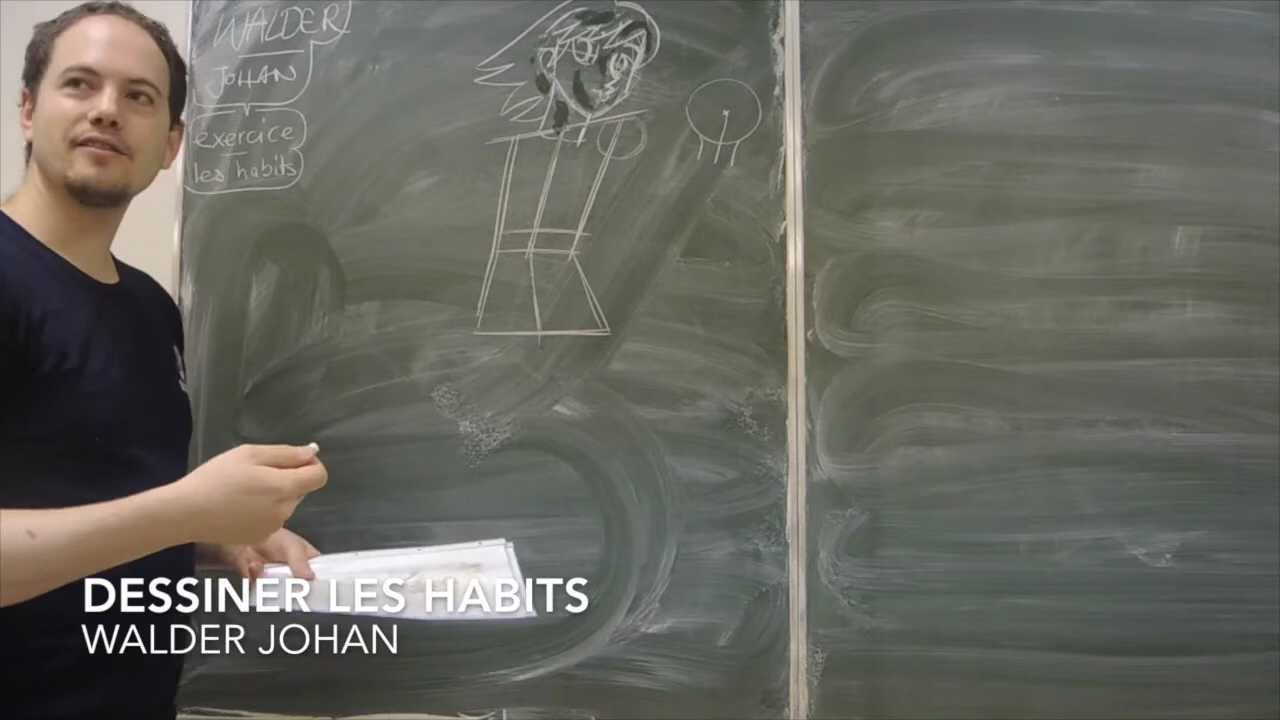 WALDER
JOHAN
exercice
les habits
DESSINER LES HABITS
WALDER JOHAN